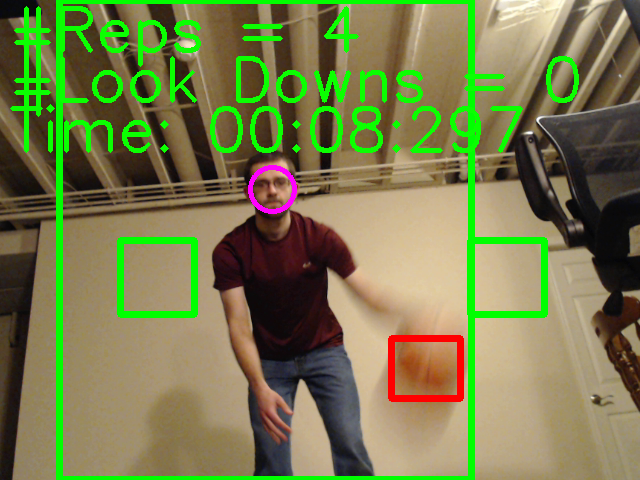 #Reps = 4
#Look Downs = 0
Time: 00:08:297